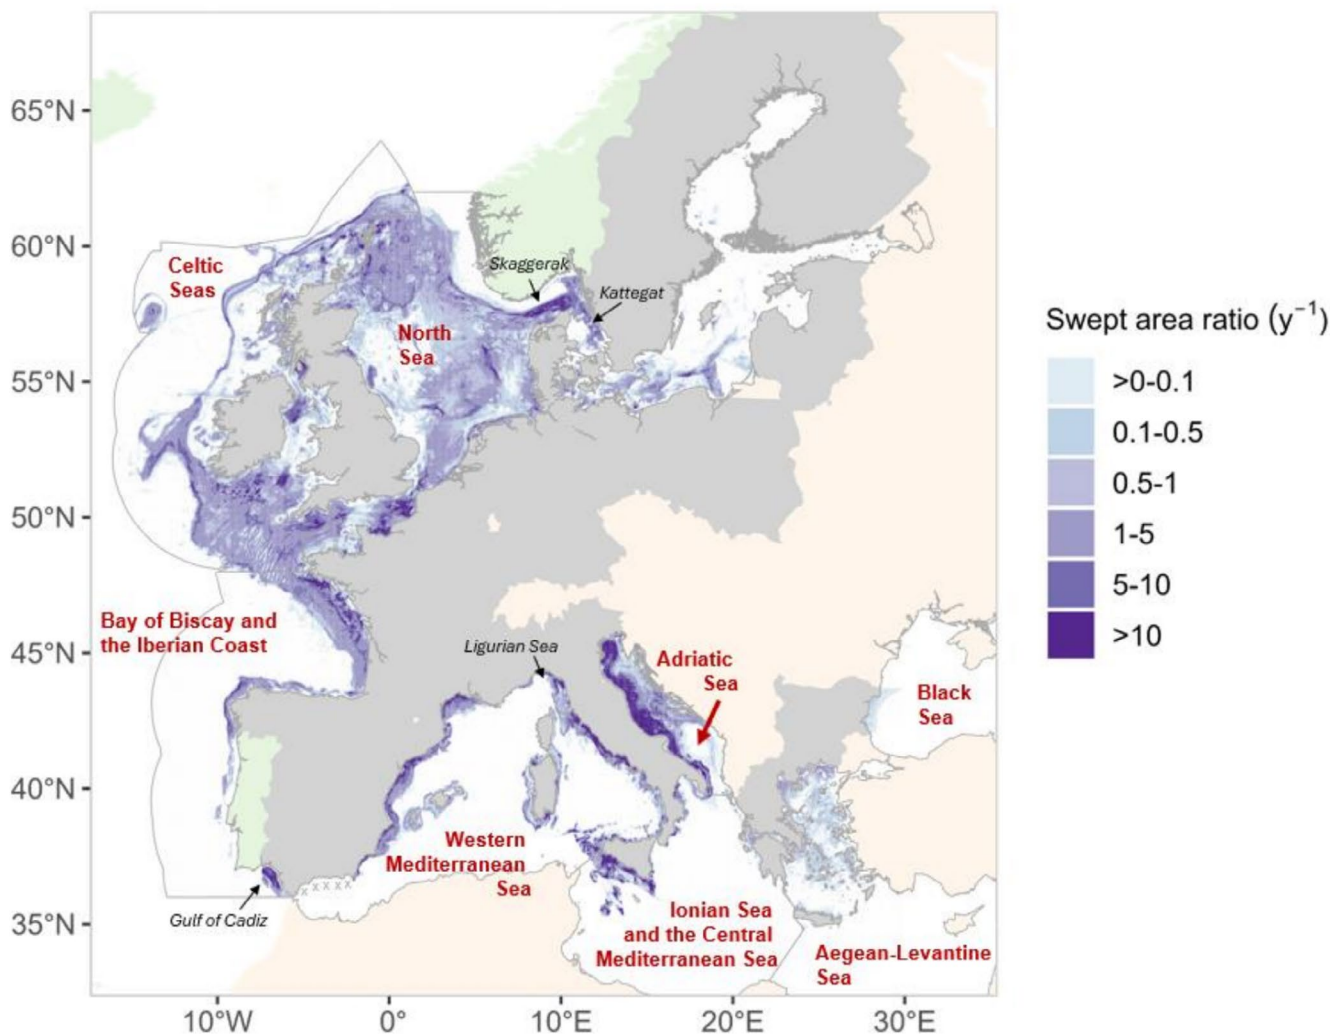 65°N
60°N
55°N
50°N
45°N
40°N
35°N
10°W
0°
10°E
20°E
30°E
Celtic
Seas
Skaggerak
Kattegat
North
Sea
Bay of Biscay and
the Iberian Coast
Ligurian Sea
Adriatic
Sea
Black
Sea
Western
Mediterranean
Sea
x x x x x
Gulf of Cadiz
Ionian Sea
and the Central
Mediterranean Sea
Aegean-Levantine
Sea
Swept area ratio (y⁻¹)
>0-0.1
0.1-0.5
0.5-1
1-5
5-10
>10